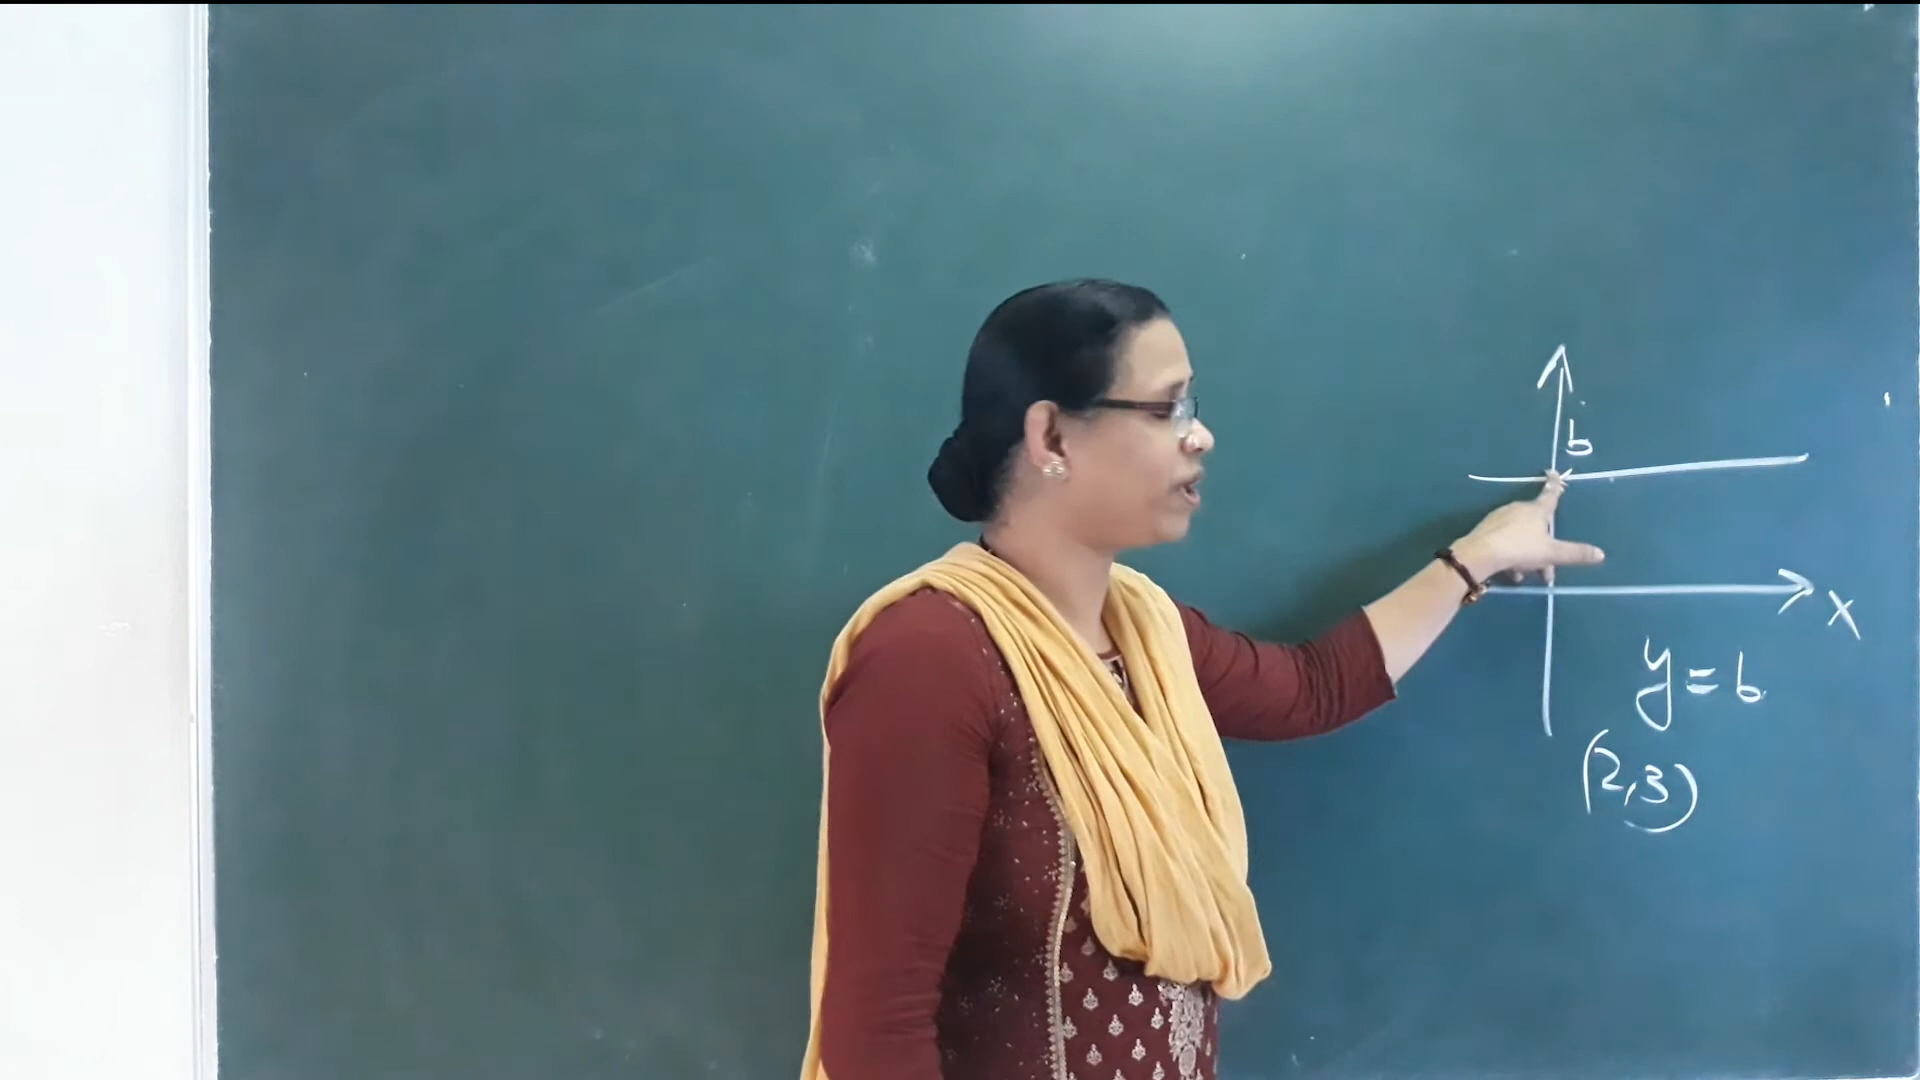 b
x
y = b
(2,3)